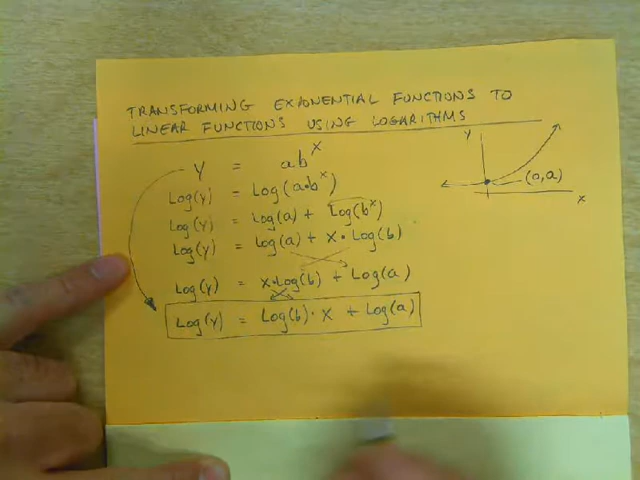 TRANSFORMING EXPONENTIAL FUNCTIONS TO
LINEAR FUNCTIONS USING LOGARITHMS
Y = ab^x
Log(y) = Log(a·b^x)
Log(y) = Log(a) + Log(b^x)
Log(y) = Log(a) + x·Log(b)
Log(y) = x·Log(b) + Log(a)
Log(y) = Log(b)·x + Log(a)
y
(0,a)
x